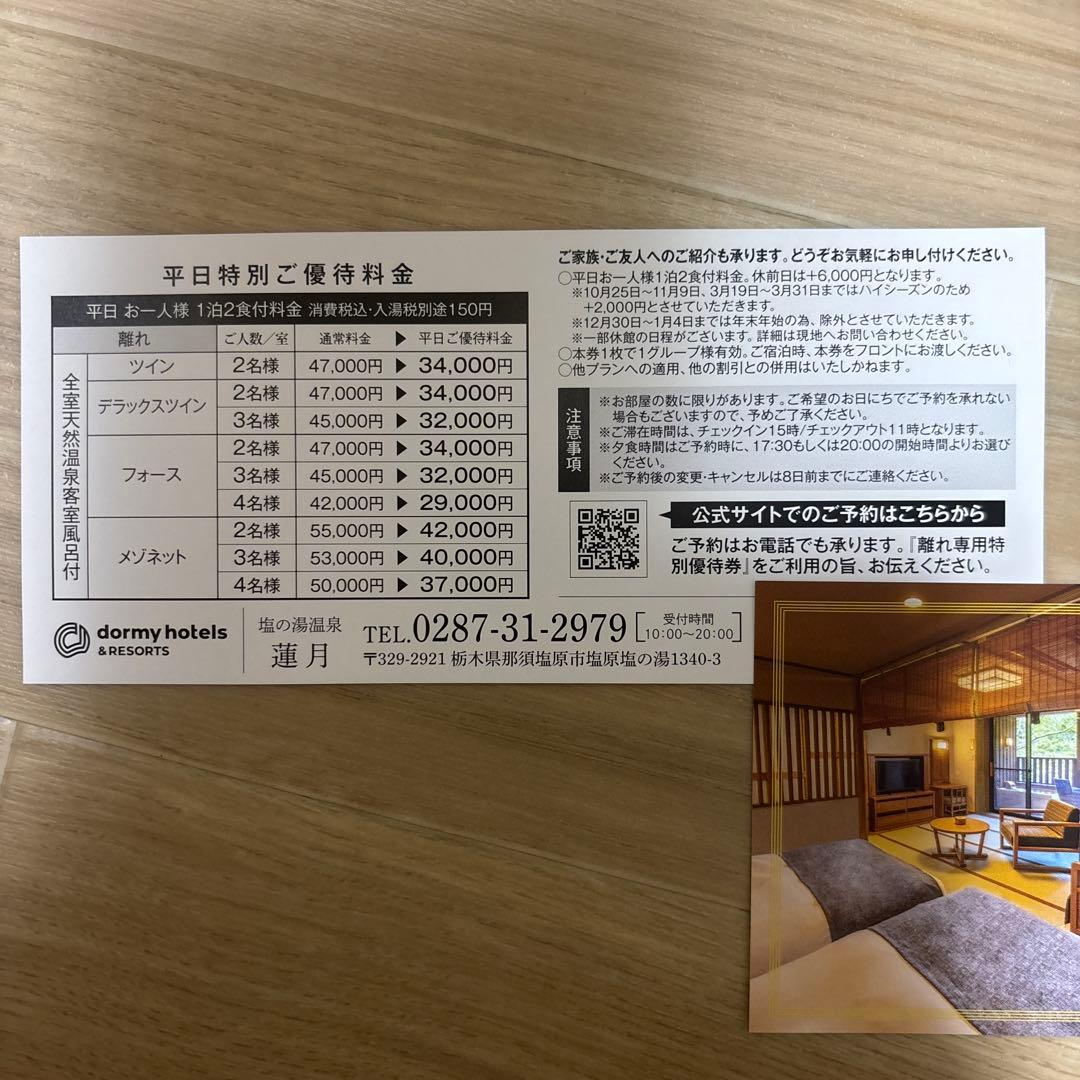 平日特別ご優待料金
平日 お一人様 1泊2食付料金 消費税込・入湯税別途150円
離れ ご人数/室 通常料金 ▶ 平日ご優待料金
全室天然温泉客室風呂付
ツイン 2名様 47,000円 ▶ 34,000円
デラックスツイン 2名様 47,000円 ▶ 34,000円
3名様 45,000円 ▶ 32,000円
フォース 2名様 47,000円 ▶ 34,000円
3名様 45,000円 ▶ 32,000円
4名様 42,000円 ▶ 29,000円
メゾネット 2名様 55,000円 ▶ 42,000円
3名様 53,000円 ▶ 40,000円
4名様 50,000円 ▶ 37,000円
ご家族・ご友人へのご紹介も承ります。どうぞお気軽にお申し付けください。
○平日お一人様1泊2食付料金。休前日は+6,000円となります。
※10月25日～11月9日、3月19日～3月31日まではハイシーズンのため
+2,000円とさせていただきます。
※12月30日～1月4日までは年末年始の為、除外とさせていただきます。
※一部休館の日程がございます。詳細は現地へお問い合わせください。
○本券1枚で1グループ様有効。ご宿泊時、本券をフロントにお渡しください。
○他プランへの適用、他の割引との併用はいたしかねます。
注意事項
※お部屋の数に限りがあります。ご希望のお日にちでご予約を承れない
場合もございますので、予めご了承ください。
※ご滞在時間は、チェックイン15時/チェックアウト11時となります。
※夕食時間はご予約時に、17:30もしくは20:00の開始時間よりお選び
ください。
※ご予約後の変更・キャンセルは8日前までにご連絡ください。
公式サイトでのご予約はこちらから
ご予約はお電話でも承ります。『離れ専用特
別優待券』をご利用の旨、お伝えください。
dormy hotels
& RESORTS
塩の湯温泉
蓮月
TEL.0287-31-2979 [受付時間 10:00～20:00]
〒329-2921 栃木県那須塩原市塩原塩の湯1340-3